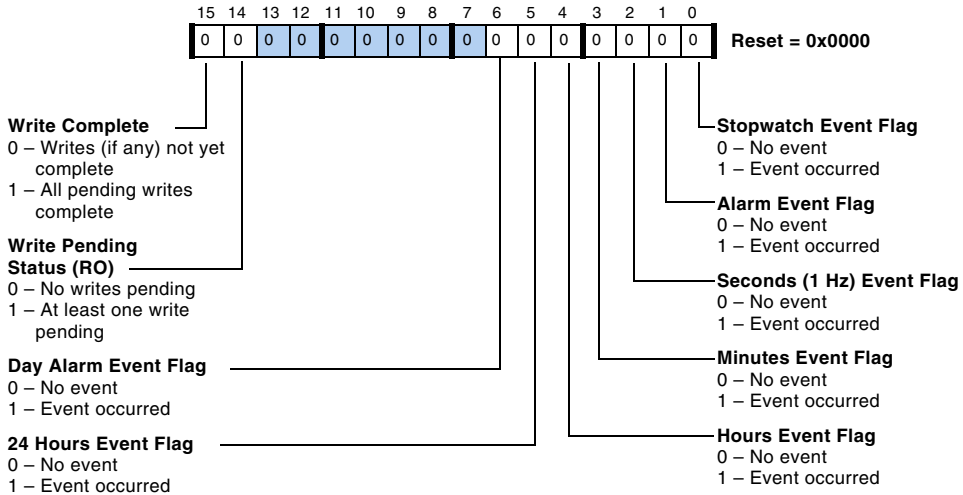 15 14 13 12 11 10 9 8 7 6 5 4 3 2 1 0
0 0 0 0 0 0 0 0 0 0 0 0 0 0 0 0 Reset = 0x0000
Write Complete
0 – Writes (if any) not yet
complete
1 – All pending writes
complete
Write Pending
Status (RO)
0 – No writes pending
1 – At least one write
pending
Day Alarm Event Flag
0 – No event
1 – Event occurred
24 Hours Event Flag
0 – No event
1 – Event occurred
Stopwatch Event Flag
0 – No event
1 – Event occurred
Alarm Event Flag
0 – No event
1 – Event occurred
Seconds (1 Hz) Event Flag
0 – No event
1 – Event occurred
Minutes Event Flag
0 – No event
1 – Event occurred
Hours Event Flag
0 – No event
1 – Event occurred